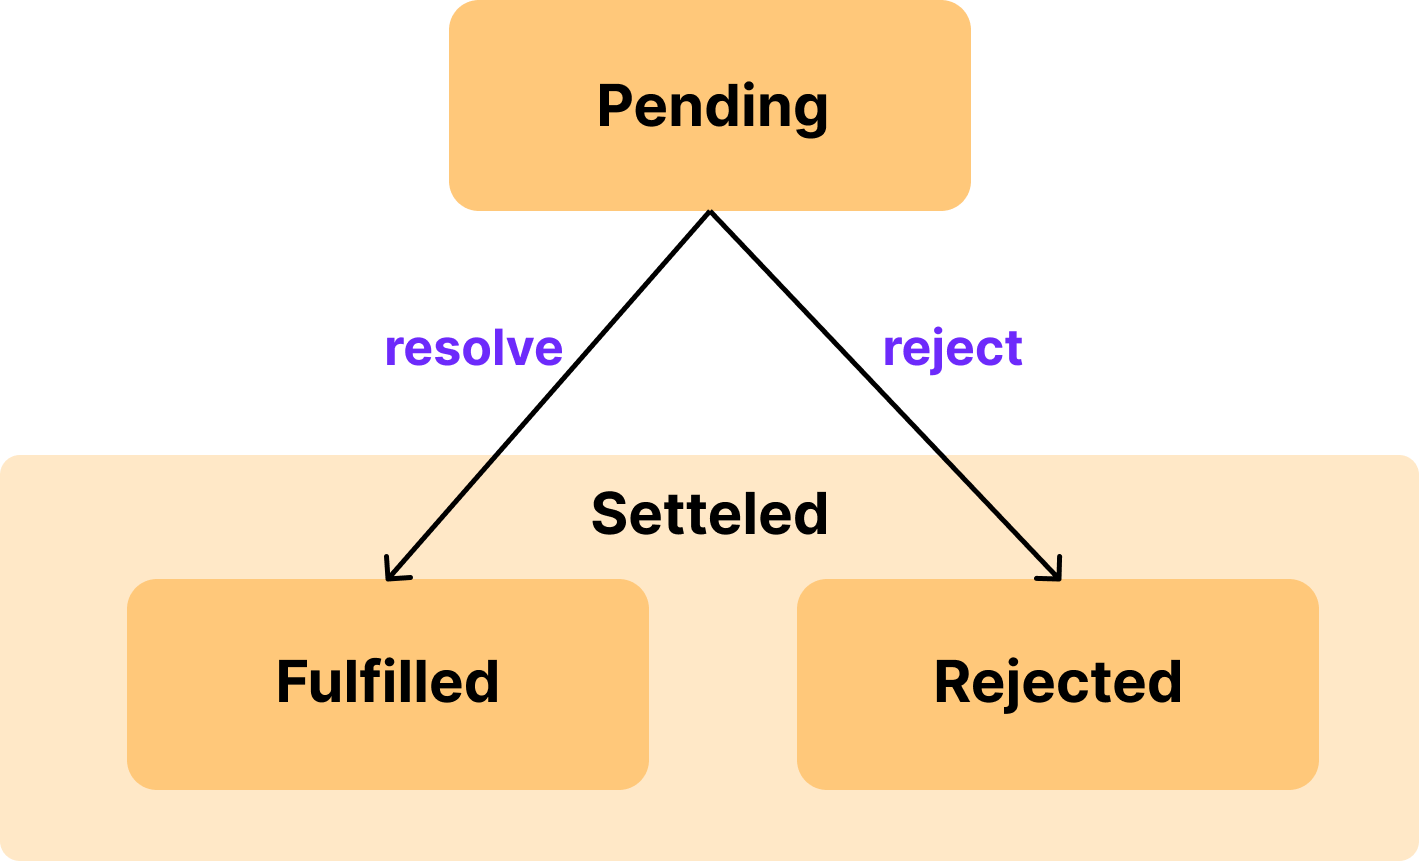 Pending
resolve
reject
Setteled
Fulfilled
Rejected